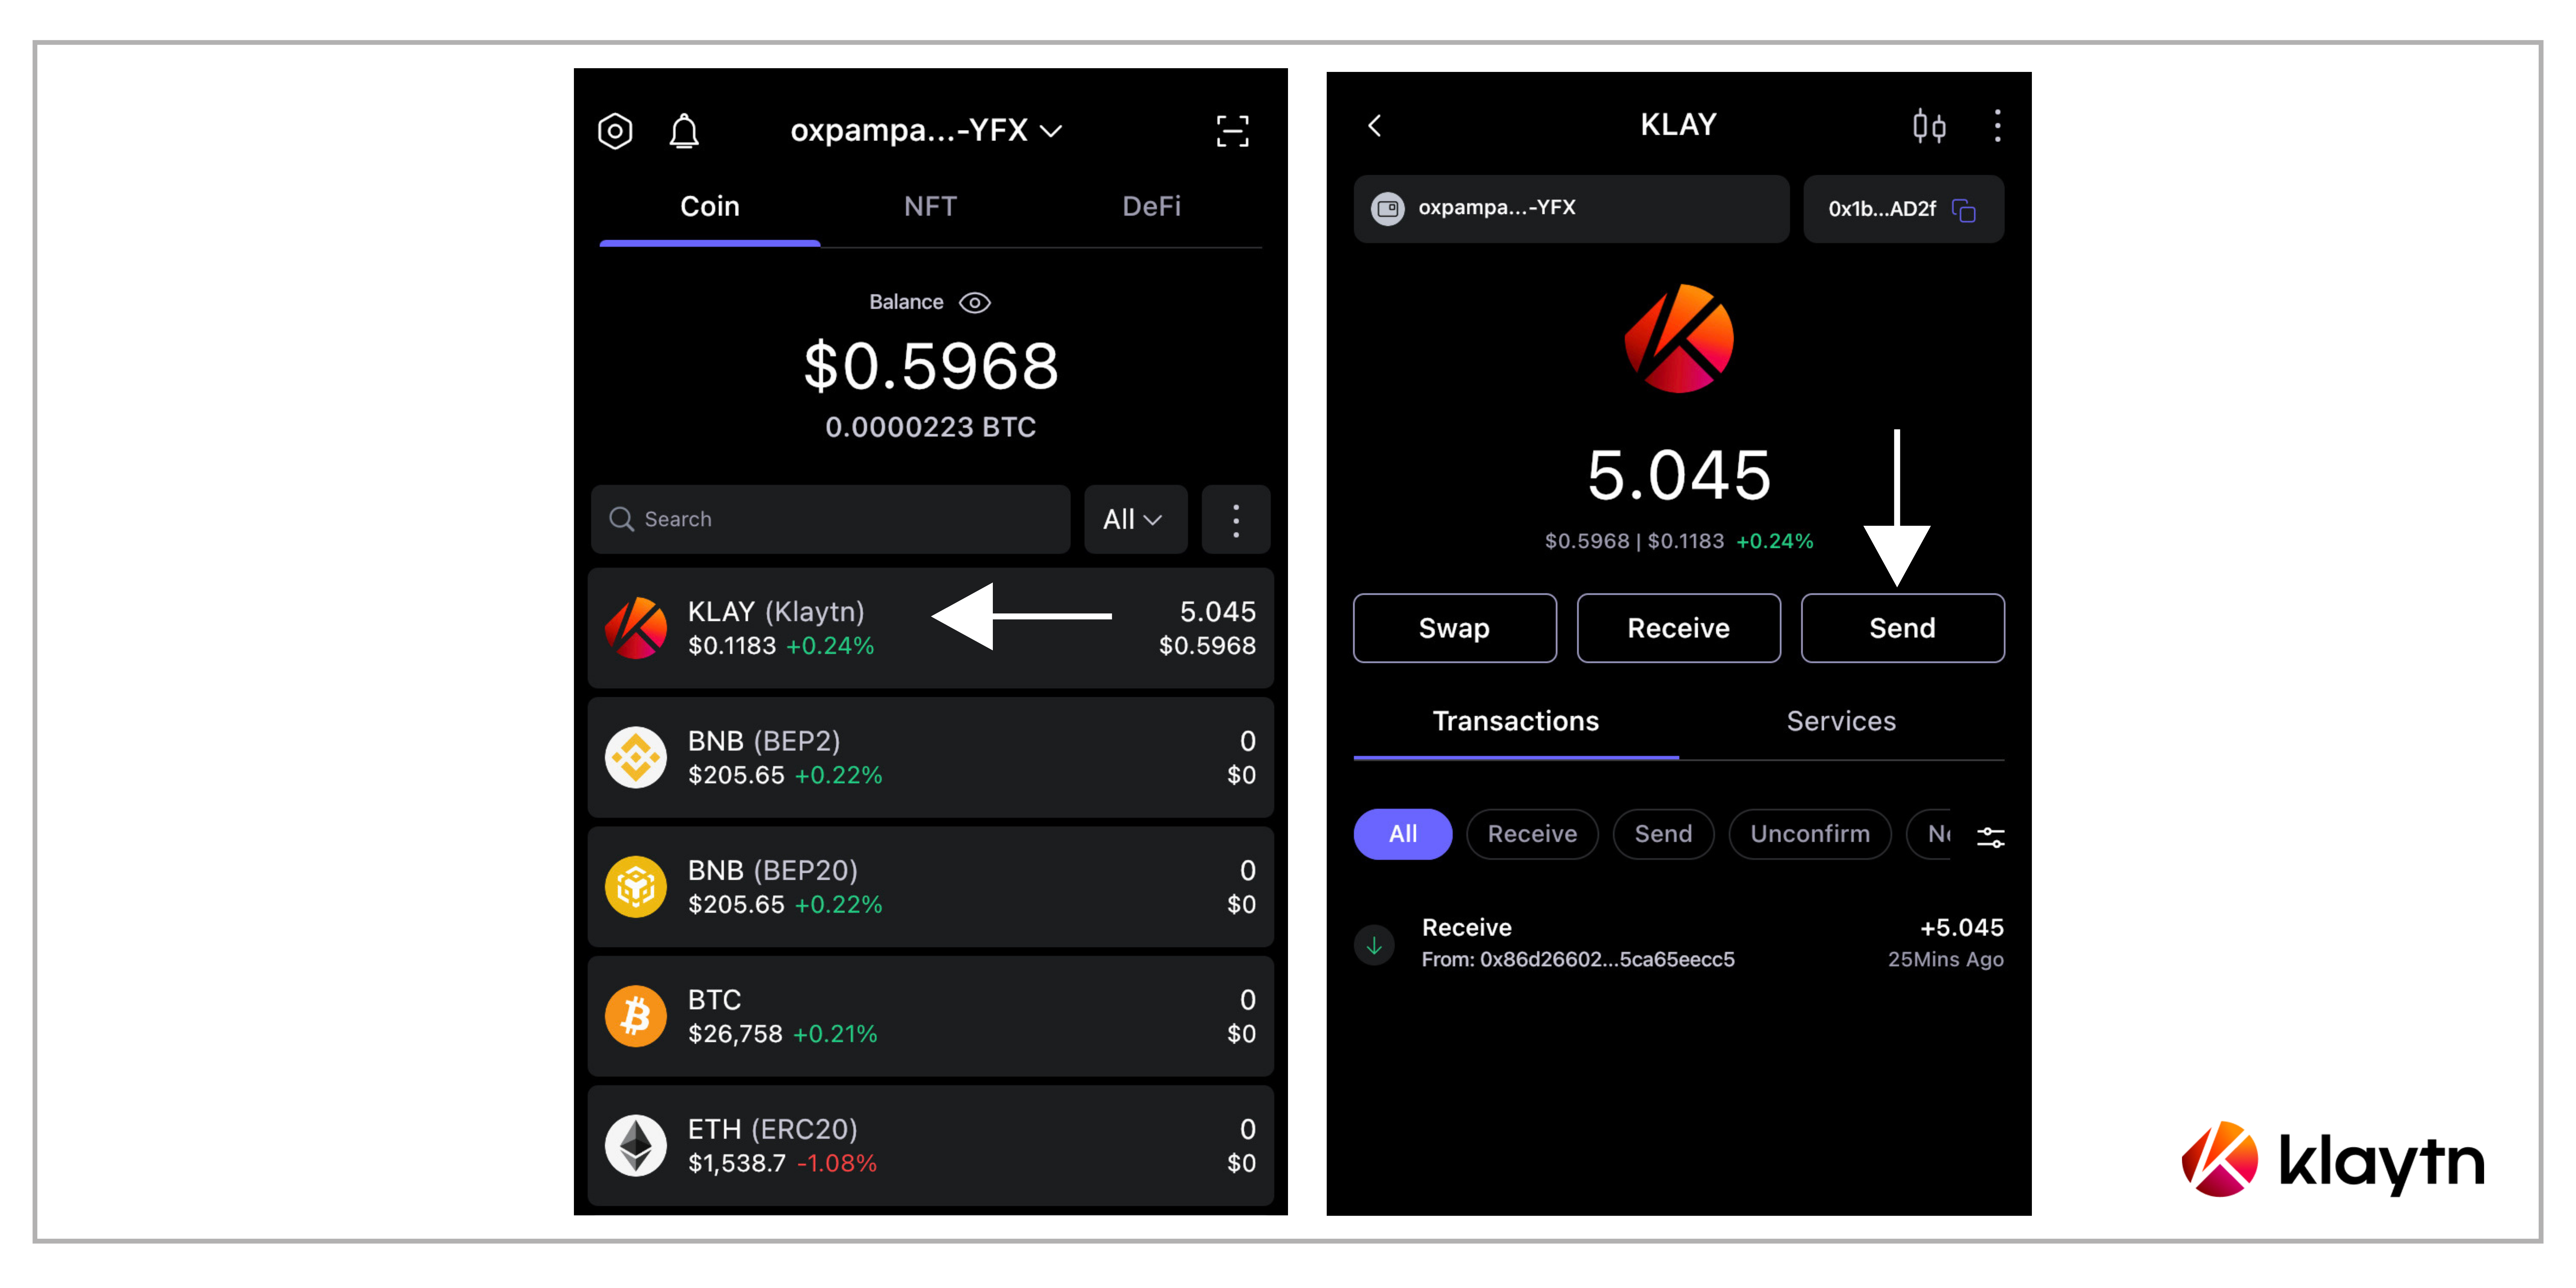 oxpampa...-YFX
Coin
NFT
DeFi
Balance
$0.5968
0.0000223 BTC
Search
All
KLAY (Klaytn)
5.045
$0.1183 +0.24%
$0.5968
BNB (BEP2)
0
$205.65 +0.22%
$0
BNB (BEP20)
0
$205.65 +0.22%
$0
BTC
0
$26,758 +0.21%
$0
ETH (ERC20)
0
$1,538.7 -1.08%
$0
KLAY
oxpampa...-YFX
0x1b...AD2f
5.045
$0.5968 | $0.1183 +0.24%
Swap
Receive
Send
Transactions
Services
All
Receive
Send
Unconfirm
Receive
+5.045
From: 0x86d26602...5ca65eecc5
25Mins Ago
klaytn